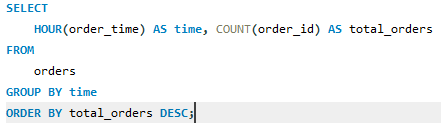 SELECT
HOUR(order_time) AS time, COUNT(order_id) AS total_orders
FROM
orders
GROUP BY time
ORDER BY total_orders DESC;